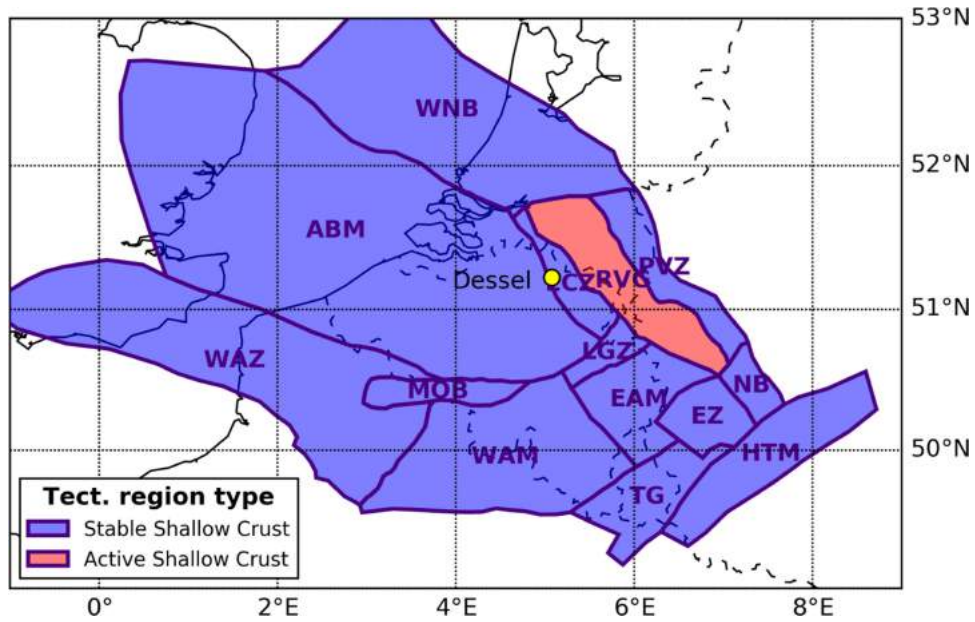 53°N
WNB
52°N
ABM
PVZ
Dessel
CZ
RVG
51°N
WAZ
LGZ
MOB
EAM
NB
EZ
WAM
HTM
50°N
TG
Tect. region type
Stable Shallow Crust
Active Shallow Crust
0°
2°E
4°E
6°E
8°E